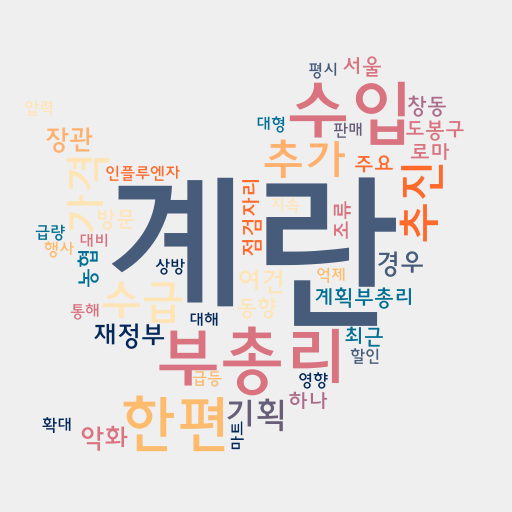 평시
서울
수입
창동
압력
대형
판매
도봉구
장관
추가
주요
로마
인플루엔자
가격
계란
추진
점검자리
지속
조류
방문
급량
대비
행사
농협
상방
여건
억제
경우
수급
동향
계획부총리
통해
대해
재정부
부총리
최근
할인
급등
영향
하나
한편
기획
마트
확대
악화